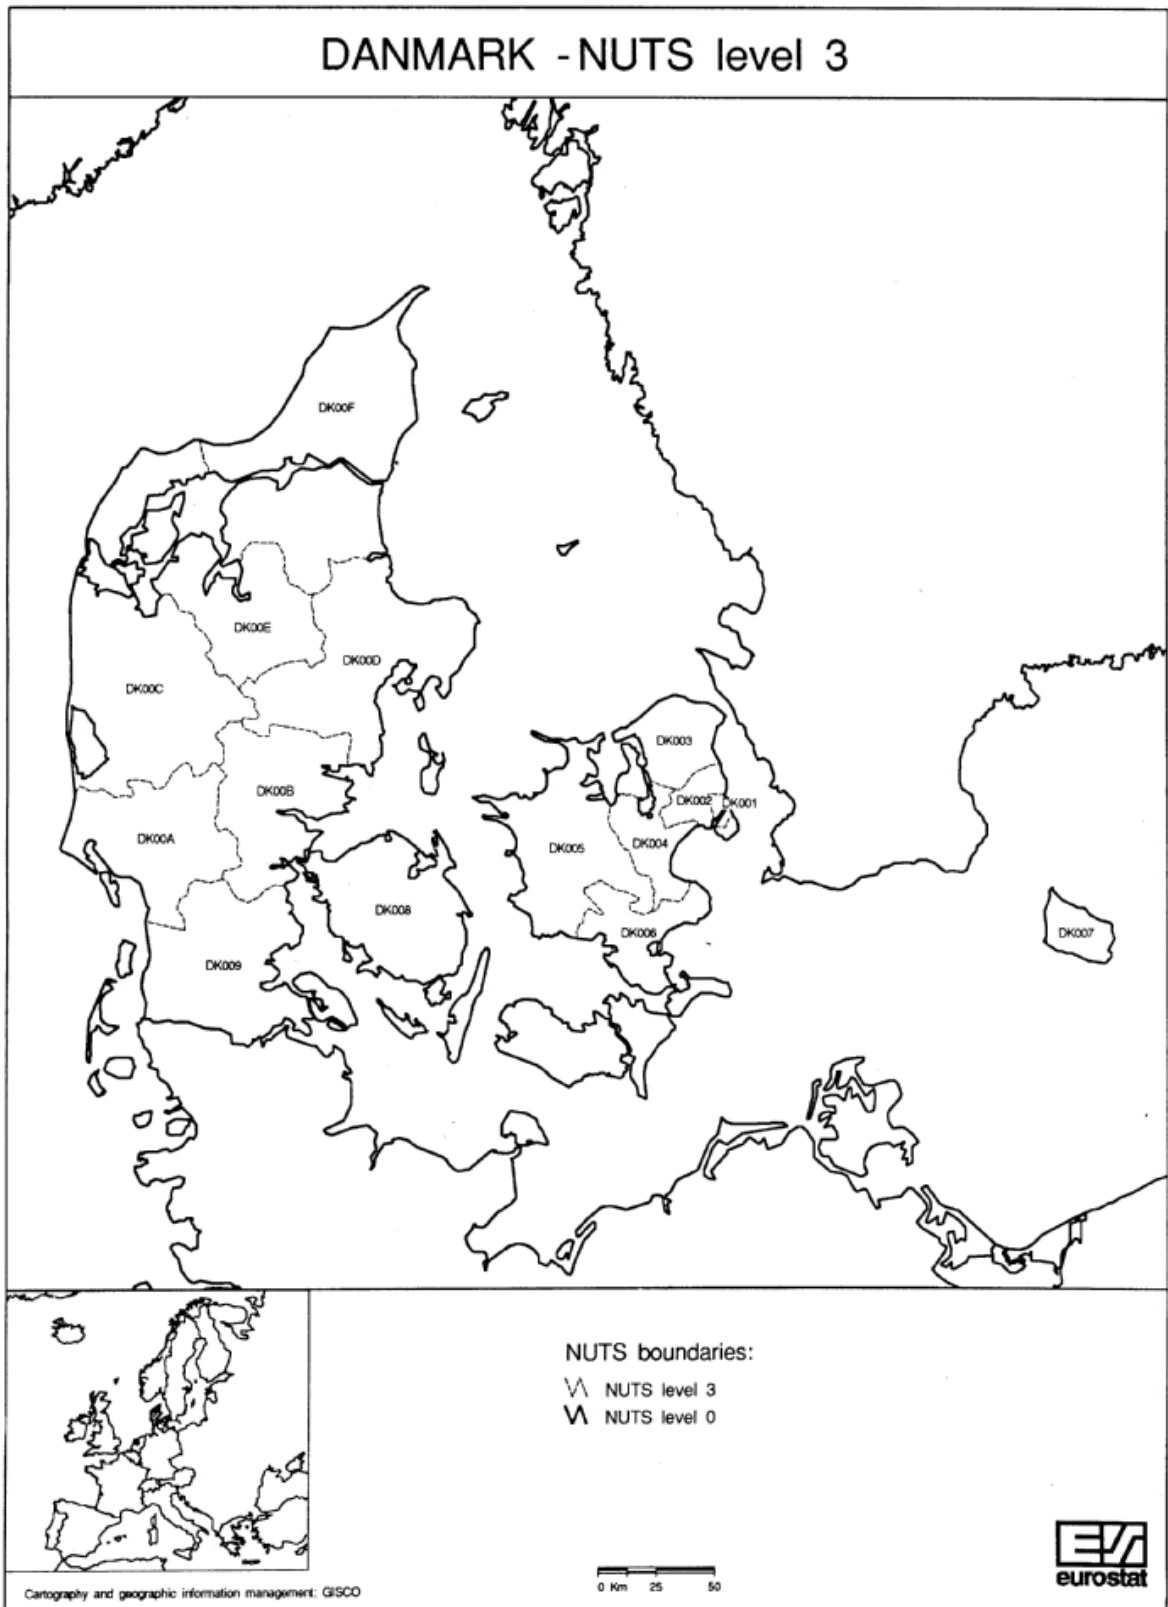 DANMARK - NUTS level 3
DK00F
DK00E
DK00D
DK00C
DK003
DK00B
DK002
DK001
DK00A
DK005
DK004
DK008
DK006
DK007
DK009
NUTS boundaries:
NUTS level 3
NUTS level 0
0 Km 25 50
eurostat
Cartography and geographic information management: GISCO